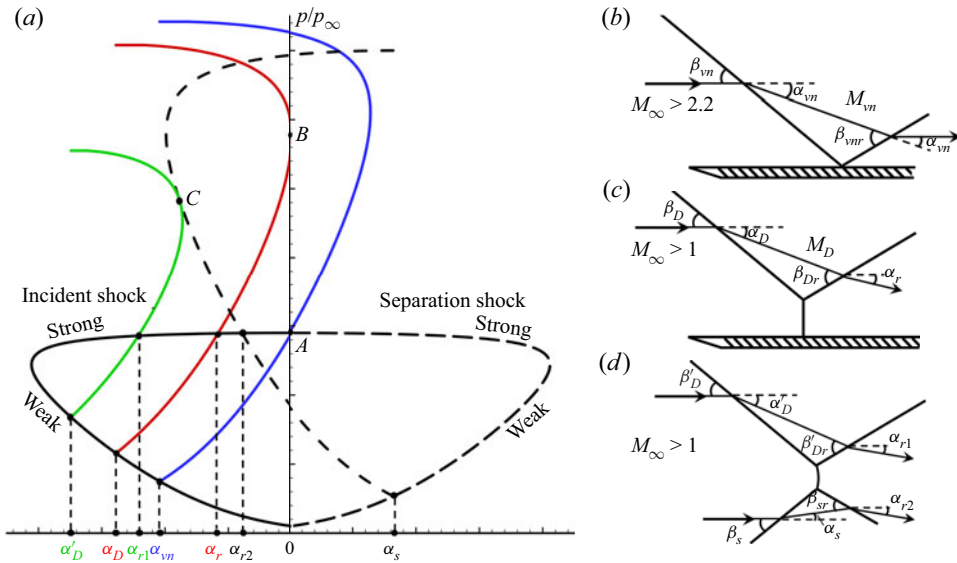 (a)
p/p∞
B
C
A
Incident shock
Strong
Weak
Separation shock
Strong
Weak
α′D αD αr1 αvn αr αr2 0 αs
(b)
βvn
αvn
Mvn
M∞ > 2.2
βvnr
αvn
(c)
βD
αD
MD
M∞ > 1
βDr
αr
(d)
β′D
α′D
αr1
M∞ > 1
β′Dr
βsr
αr2
βs
αs